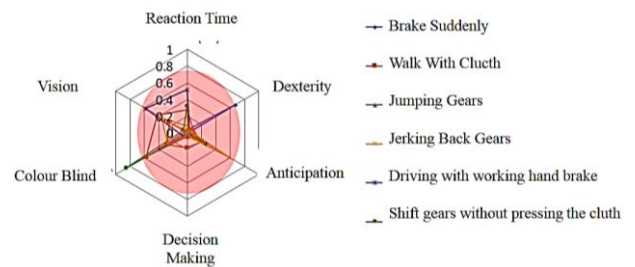 Reaction Time
1
0.8
0.6
0.4
0.2
0
Vision
Dexterity
Colour Blind
Anticipation
Decision
Making
Brake Suddenly
Walk With Clucth
Jumping Gears
Jerking Back Gears
Driving with working hand brake
Shift gears without pressing the cluth